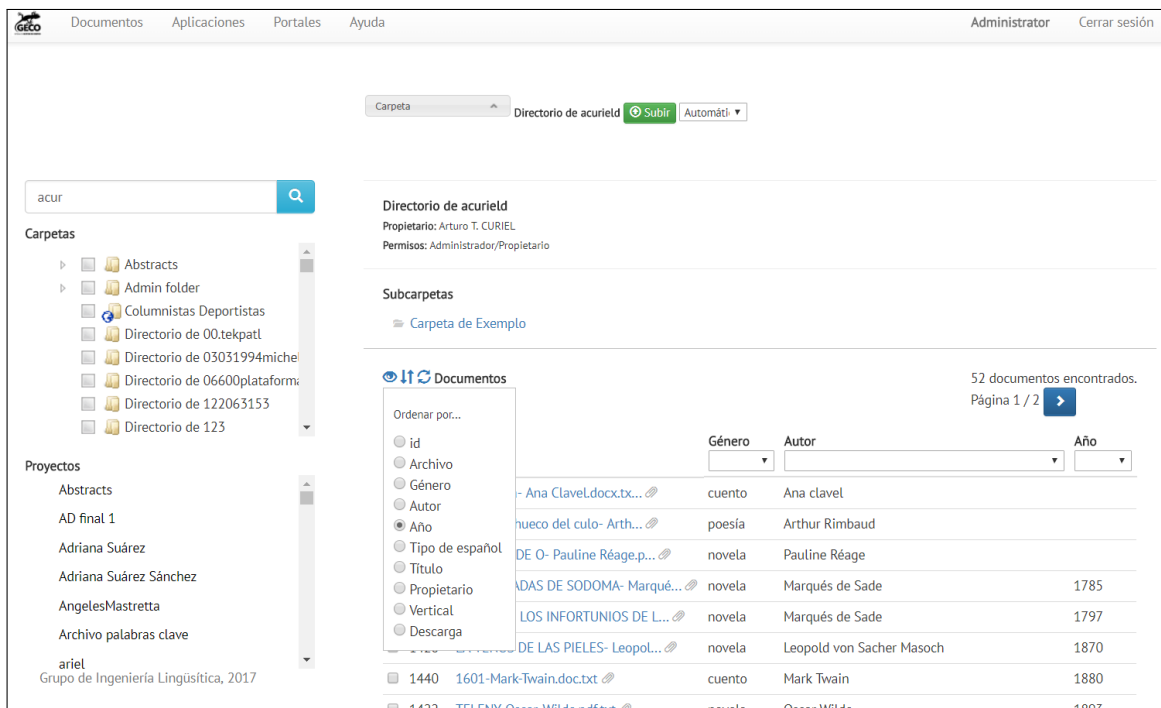 GECO Documentos Aplicaciones Portales Ayuda Administrator Cerrar sesión
Carpeta Directorio de acurield Subir Automáti
acur
Carpetas
Abstracts
Admin folder
Columnistas Deportistas
Directorio de 00.tekpatl
Directorio de 03031994miche
Directorio de 06600plataforma
Directorio de 122063153
Directorio de 123
Proyectos
Abstracts
AD final 1
Adriana Suárez
Adriana Suárez Sánchez
AngelesMastretta
Archivo palabras clave
ariel
Grupo de Ingeniería Lingüsítica, 2017
Directorio de acurield
Propietario: Arturo T. CURIEL
Permisos: Administrador/Propietario
Subcarpetas
Carpeta de Exemplo
Documentos
52 documentos encontrados.
Página 1 / 2
Ordenar por...
id
Archivo
Género
Autor
Año
Tipo de español
Título
Propietario
Vertical
Descarga
Género Autor Año
- Ana Clavel.docx.tx... cuento Ana clavel
hueco del culo- Arth... poesía Arthur Rimbaud
DE O- Pauline Réage.p... novela Pauline Réage
ADAS DE SODOMA- Marqué... novela Marqués de Sade 1785
LOS INFORTUNIOS DE L... novela Marqués de Sade 1797
DE LAS PIELES- Leopol... novela Leopold von Sacher Masoch 1870
1440 1601-Mark-Twain.doc.txt cuento Mark Twain 1880